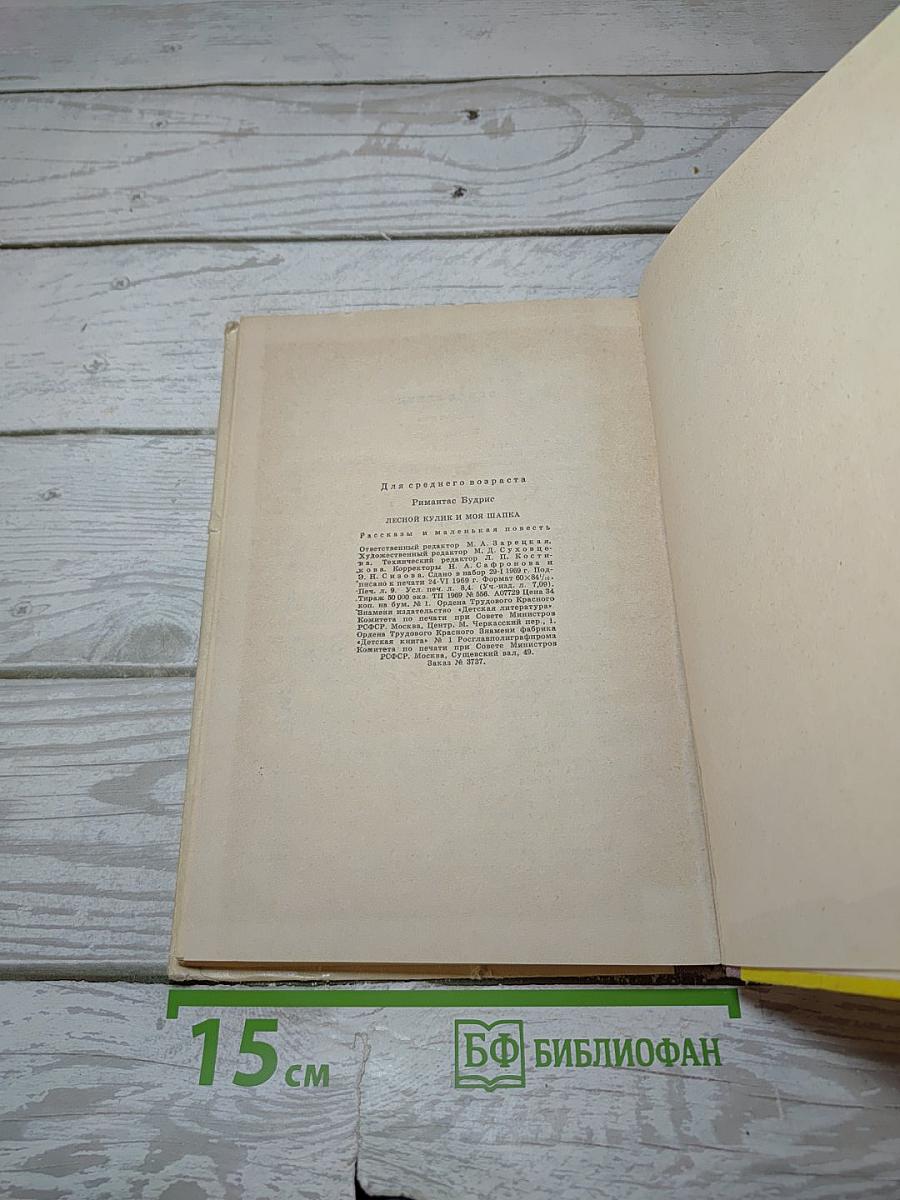 Для среднего возраста
Римантас Будрис
ЛЕСНОЙ КУЛИК И МОЯ ШАПКА
Рассказы и маленькая повесть
Ответственный редактор М. А. Зарецкая.
Художественный редактор М. Д. Суховце-
ва. Технический редактор Л. П. Кости-
кова. Корректоры Н. А. Сафронова и
Э. Н. Сизова. Сдано в набор 29-I 1969 г. Под-
писано к печати 24-VI 1969 г. Формат 60×84¹/₁₆.
Печ. л. 9. Усл. печ. л. 8,4. (Уч.-изд. л. 7,09).
Тираж 50 000 экз. ТП 1969 № 556. А07729 Цена 34
коп. на бум. № 1. Ордена Трудового Красного
Знамени издательство «Детская литература»
Комитета по печати при Совете Министров
РСФСР. Москва, Центр, М. Черкасский пер., 1.
Ордена Трудового Красного Знамени фабрика
«Детская книга» № 1 Росглавполиграфпрома
Комитета по печати при Совете Министров
РСФСР. Москва, Сущевский вал, 49.
Заказ № 3737.
15 см
БФ БИБЛИОФАН